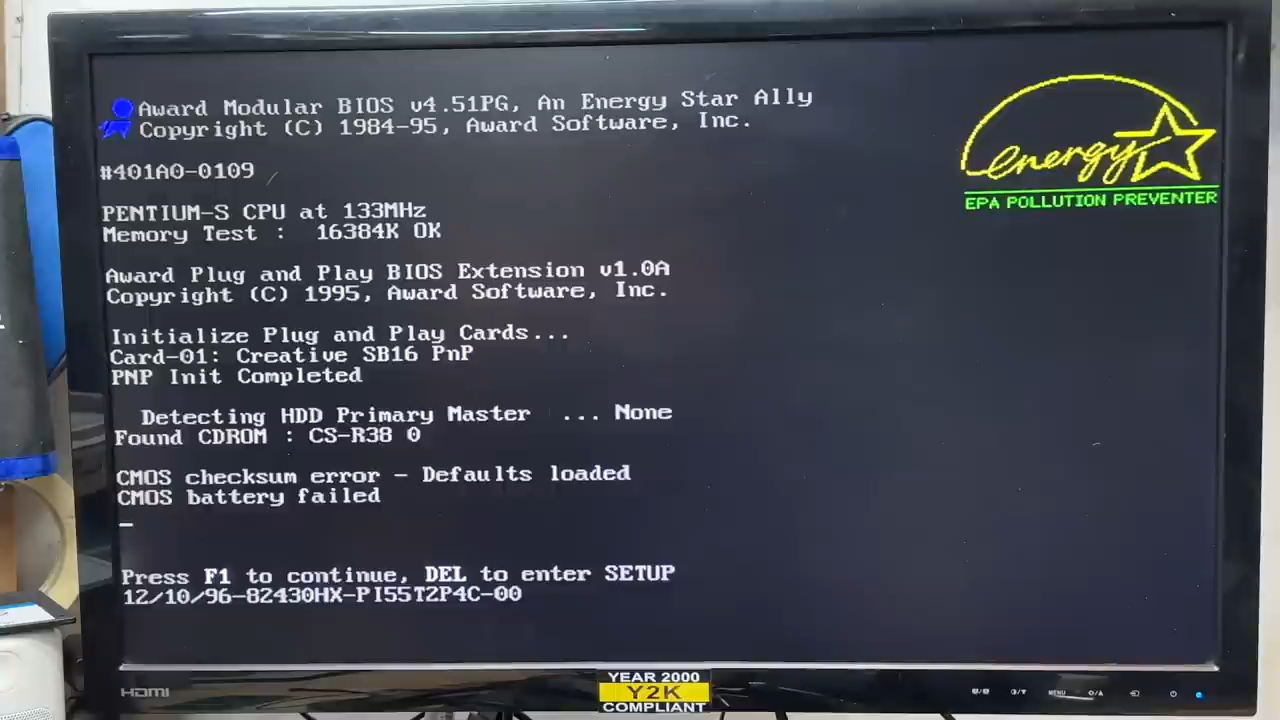 Award Modular BIOS v4.51PG, An Energy Star Ally
Copyright (C) 1984-95, Award Software, Inc.
#401A0-0109
energy
EPA POLLUTION PREVENTER
PENTIUM-S CPU at 133MHz
Memory Test :  16384K OK
Award Plug and Play BIOS Extension v1.0A
Copyright (C) 1995, Award Software, Inc.
Initialize Plug and Play Cards...
Card-01: Creative SB16 PnP
PNP Init Completed
Detecting HDD Primary Master  ... None
Found CDROM : CS-R38 0
CMOS checksum error - Defaults loaded
CMOS battery failed
Press F1 to continue, DEL to enter SETUP
12/10/96-82430HX-PI55T2P4C-00
HDMI
YEAR 2000
Y2K
COMPLIANT
MENU